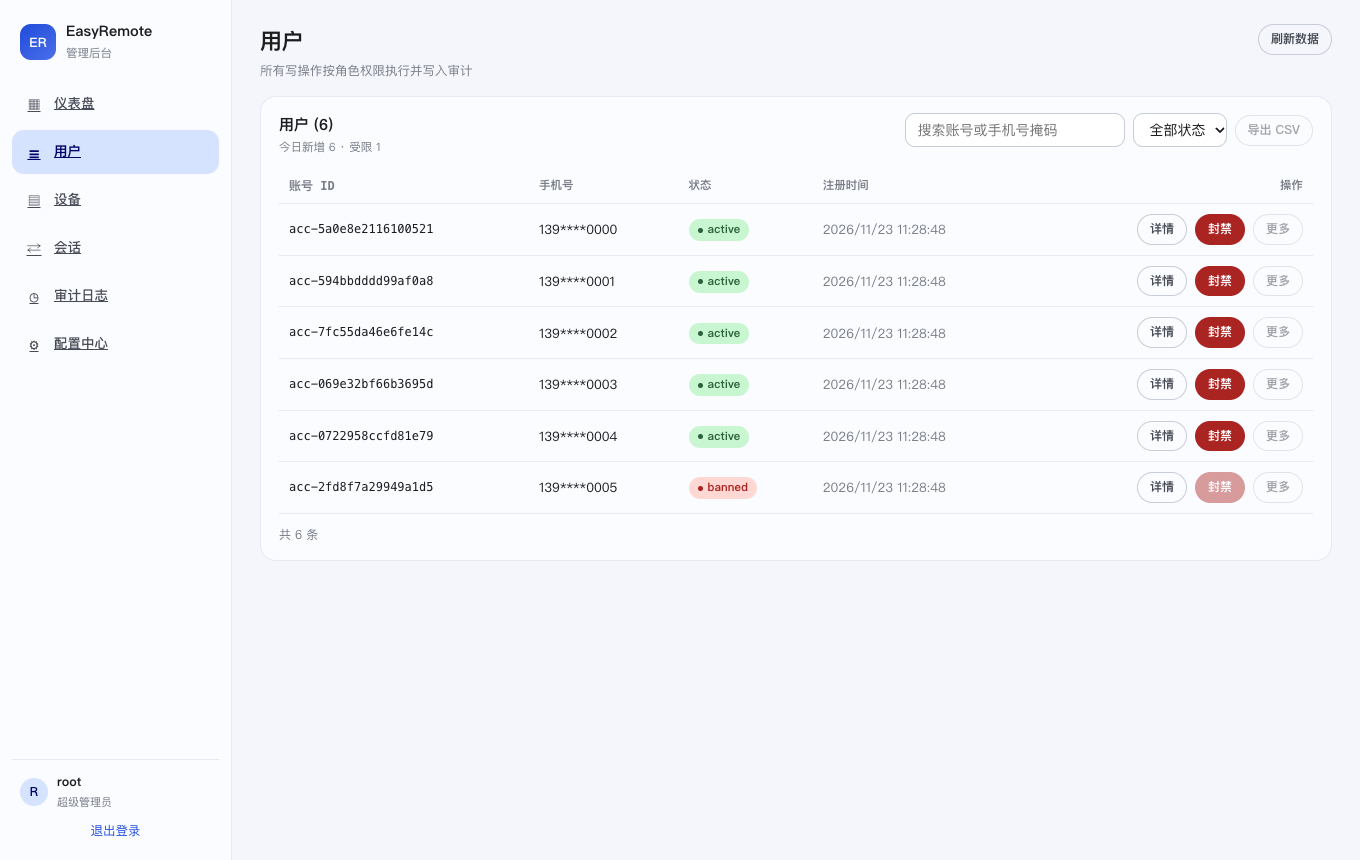 ER
EasyRemote
管理后台
仪表盘
用户
设备
会话
审计日志
配置中心
R
root
超级管理员
退出登录
用户
所有写操作按角色权限执行并写入审计
刷新数据
用户 (6)
今日新增 6 · 受限 1
搜索账号或手机号掩码
全部状态
导出 CSV
账号 ID 手机号 状态 注册时间 操作
acc-5a0e8e2116100521 139****0000 active 2026/11/23 11:28:48 详情 封禁 更多
acc-594bbdddd99af0a8 139****0001 active 2026/11/23 11:28:48 详情 封禁 更多
acc-7fc55da46e6fe14c 139****0002 active 2026/11/23 11:28:48 详情 封禁 更多
acc-069e32bf66b3695d 139****0003 active 2026/11/23 11:28:48 详情 封禁 更多
acc-0722958ccfd81e79 139****0004 active 2026/11/23 11:28:48 详情 封禁 更多
acc-2fd8f7a29949a1d5 139****0005 banned 2026/11/23 11:28:48 详情 封禁 更多
共 6 条